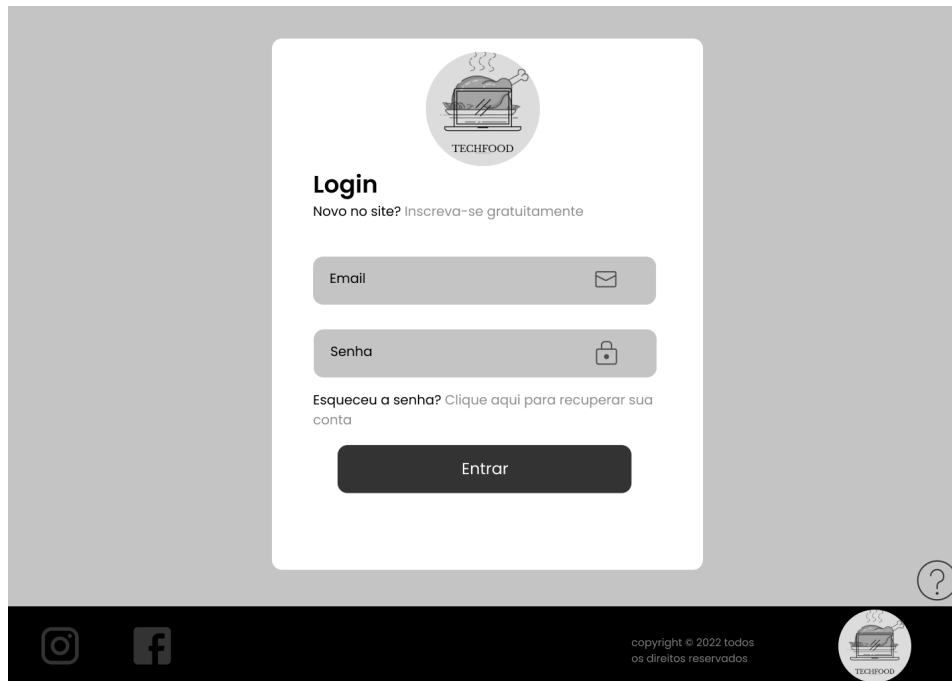 TECHFOOD
Login
Novo no site? Inscreva-se gratuitamente
Email
Senha
Esqueceu a senha? Clique aqui para recuperar sua
conta
Entrar
?
copyright © 2022 todos
os direitos reservados
TECHFOOD